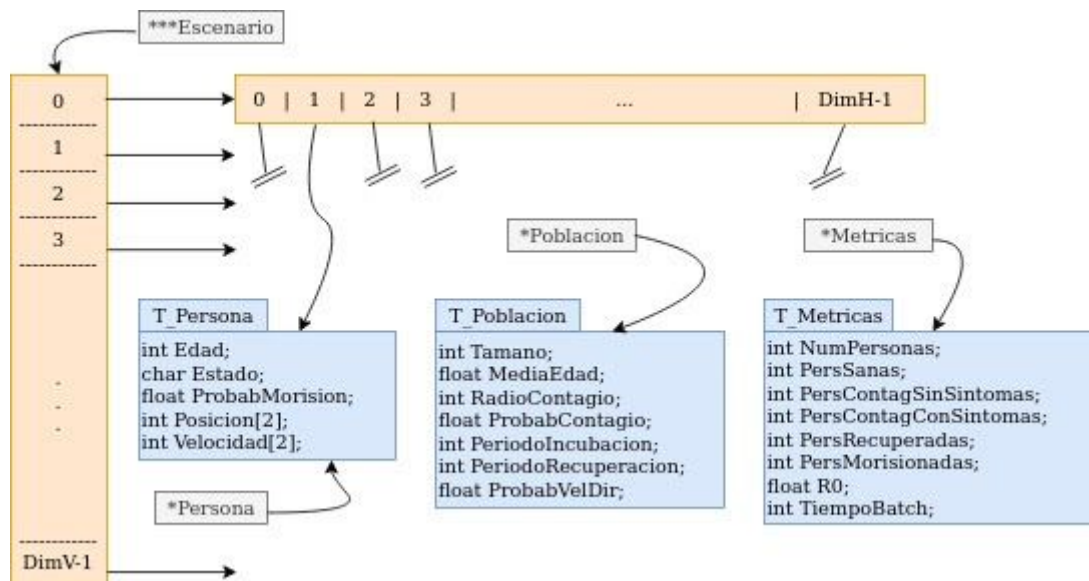 ***Escenario
0 | 1 | 2 | 3 | ... | DimH-1
0
1
2
3
.
.
.
DimV-1
*Poblacion
*Metricas
T_Persona
int Edad;
char Estado;
float ProbabMorision;
int Posicion[2];
int Velocidad[2];
*Persona
T_Poblacion
int Tamano;
float MediaEdad;
int RadioContagio;
float ProbabContagio;
int PeriodoIncubacion;
int PeriodoRecuperacion;
float ProbabVelDir;
T_Metricas
int NumPersonas;
int PersSanas;
int PersContagSinSintomas;
int PersContagConSintomas;
int PersRecuperadas;
int PersMorisionadas;
float R0;
int TiempoBatch;